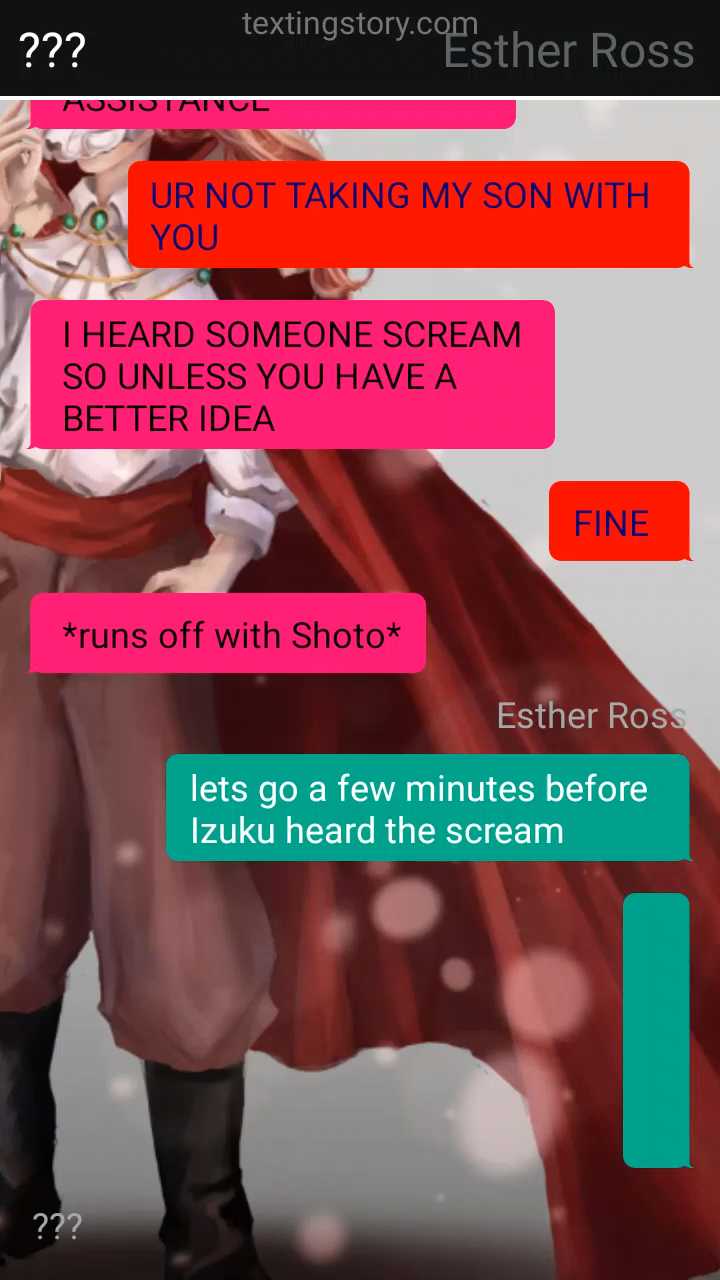 textingstory.com
??? Esther Ross
ASSISTANCE
UR NOT TAKING MY SON WITH
YOU
I HEARD SOMEONE SCREAM
SO UNLESS YOU HAVE A
BETTER IDEA
FINE
*runs off with Shoto*
Esther Ross
lets go a few minutes before
Izuku heard the scream
???